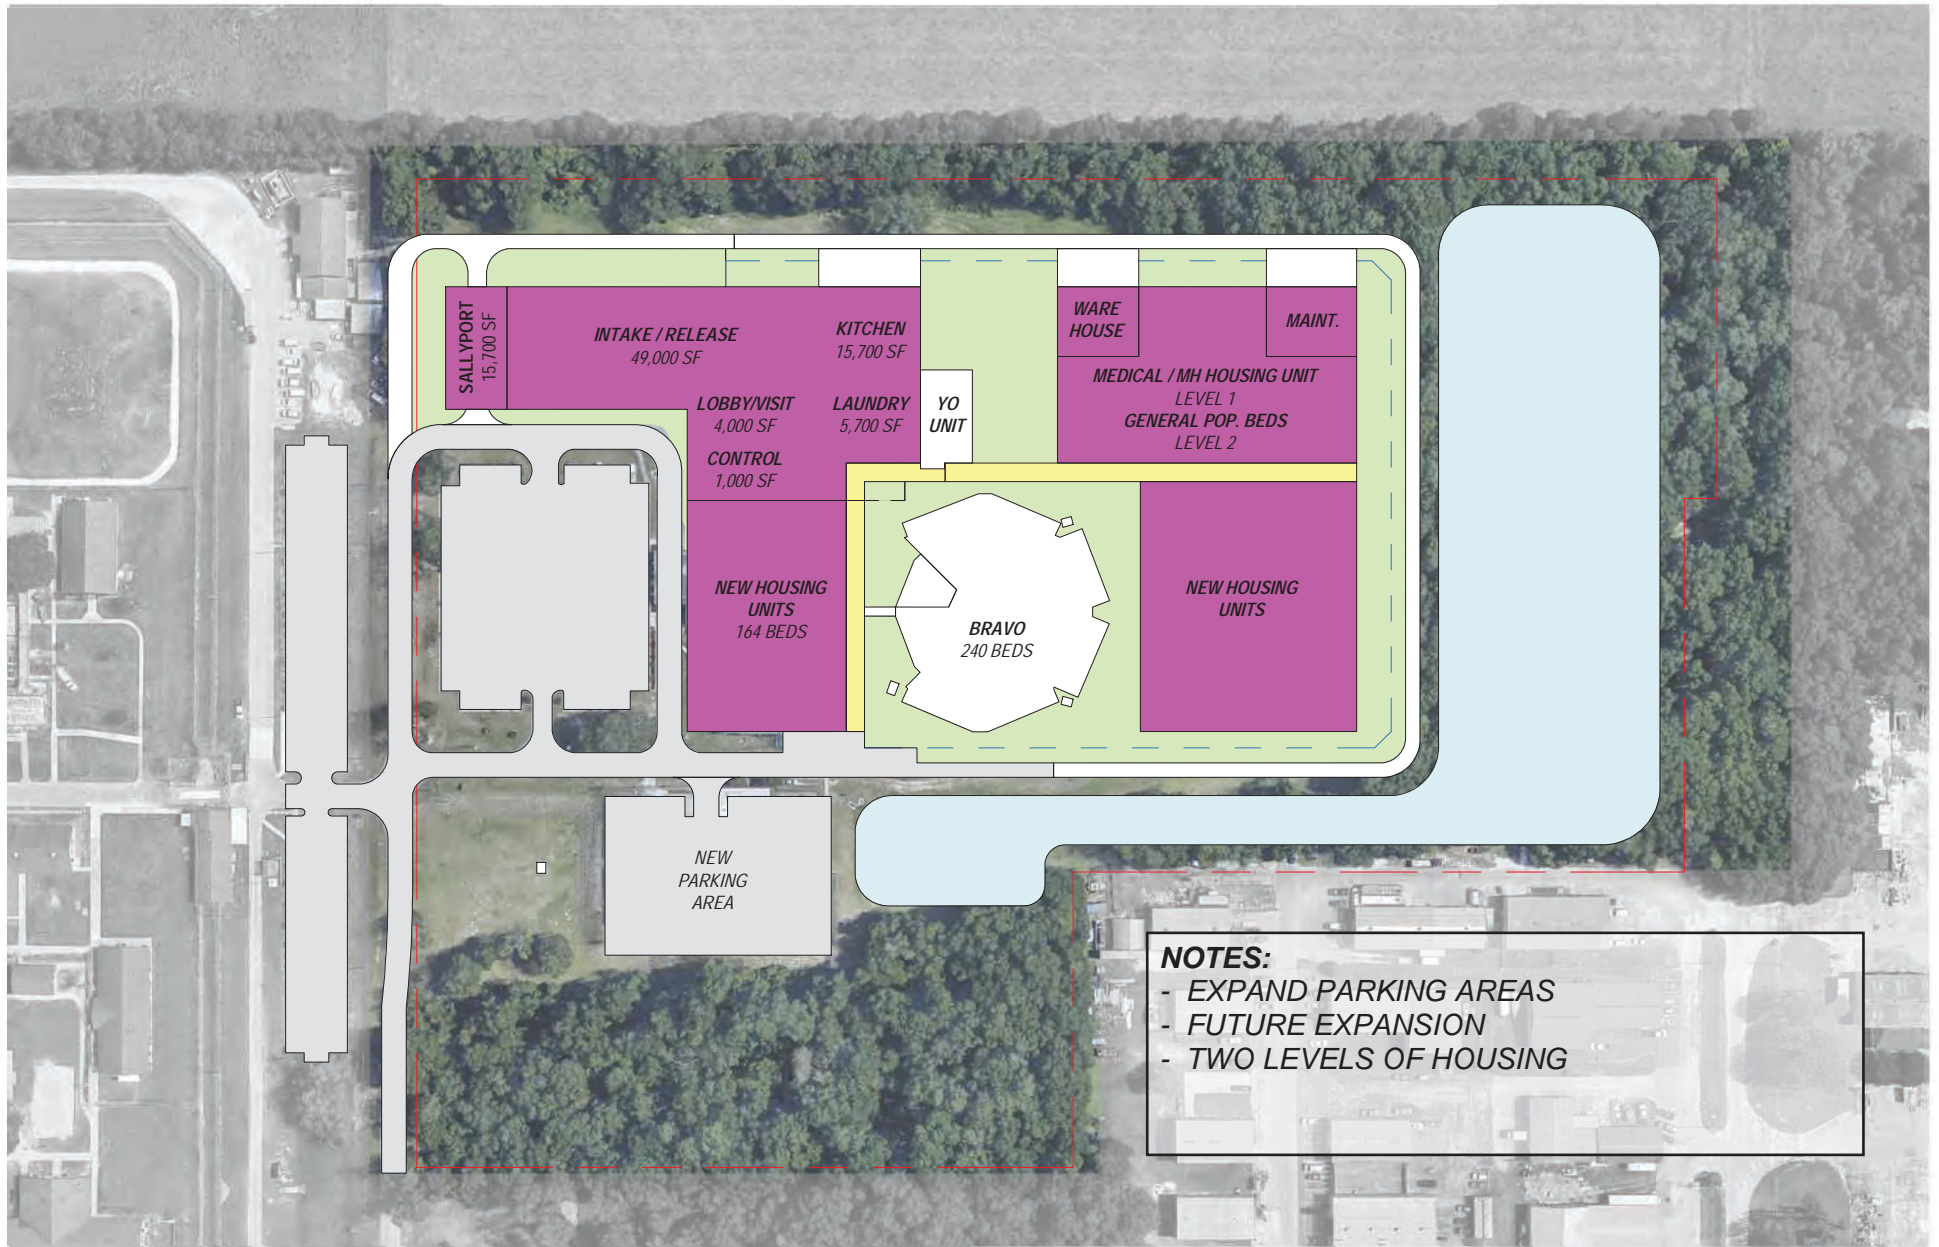 SALLYPORT
15,700 SF
INTAKE / RELEASE
49,000 SF
KITCHEN
15,700 SF
LOBBY/VISIT
4,000 SF
LAUNDRY
5,700 SF
CONTROL
1,000 SF
YO
UNIT
WARE
HOUSE
MAINT.
MEDICAL / MH HOUSING UNIT
LEVEL 1
GENERAL POP. BEDS
LEVEL 2
NEW HOUSING
UNITS
164 BEDS
BRAVO
240 BEDS
NEW HOUSING
UNITS
NEW
PARKING
AREA
NOTES:
- EXPAND PARKING AREAS
- FUTURE EXPANSION
- TWO LEVELS OF HOUSING